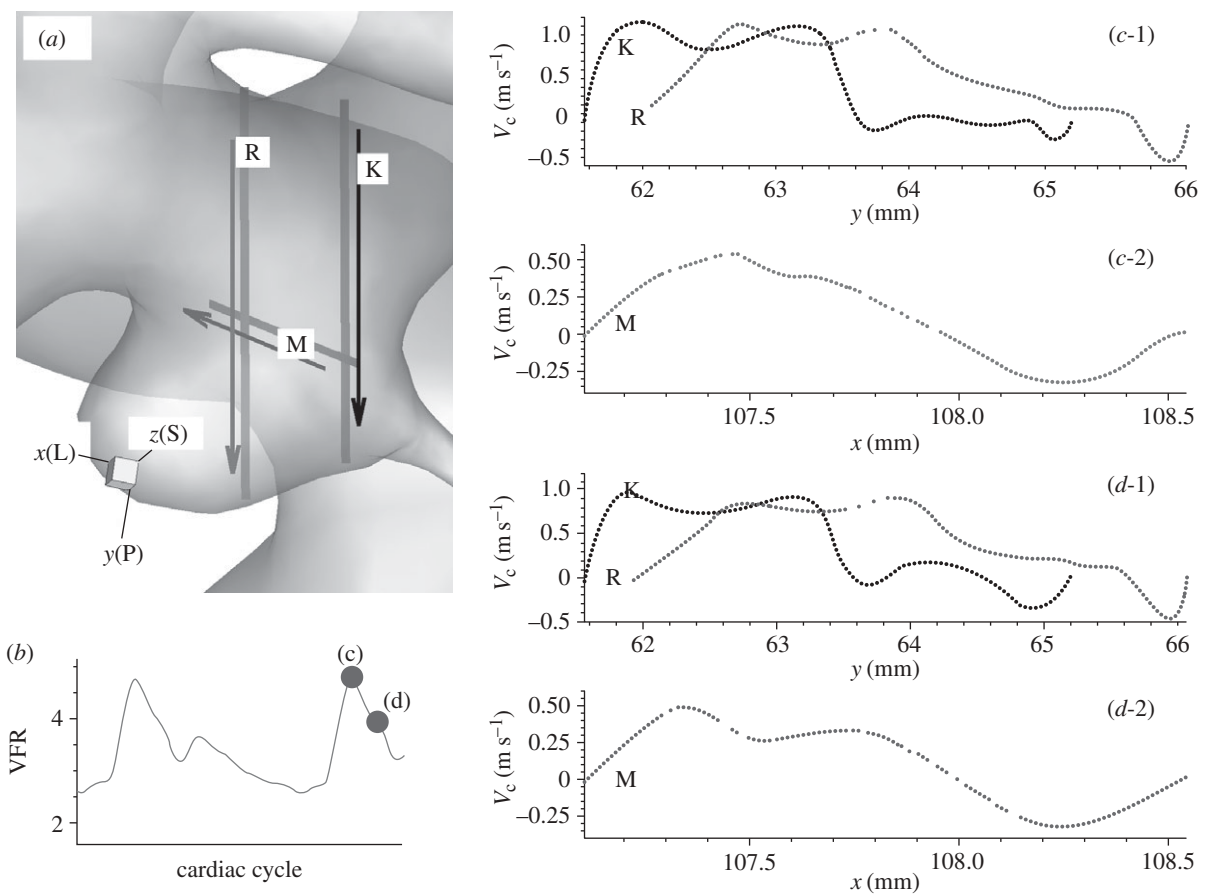 (a)
R
K
M
x(L)
z(S)
y(P)
(b)
(c)
(d)
4
2
VFR
cardiac cycle
(c-1)
1.0
0.5
0
−0.5
Vc (m s−1)
K
R
62 63 64 65 66
y (mm)
(c-2)
0.50
0.25
0
−0.25
Vc (m s−1)
M
107.5 108.0 108.5
x (mm)
(d-1)
1.0
0.5
0
−0.5
Vc (m s−1)
K
R
62 63 64 65 66
y (mm)
(d-2)
0.50
0.25
0
−0.25
Vc (m s−1)
M
107.5 108.0 108.5
x (mm)